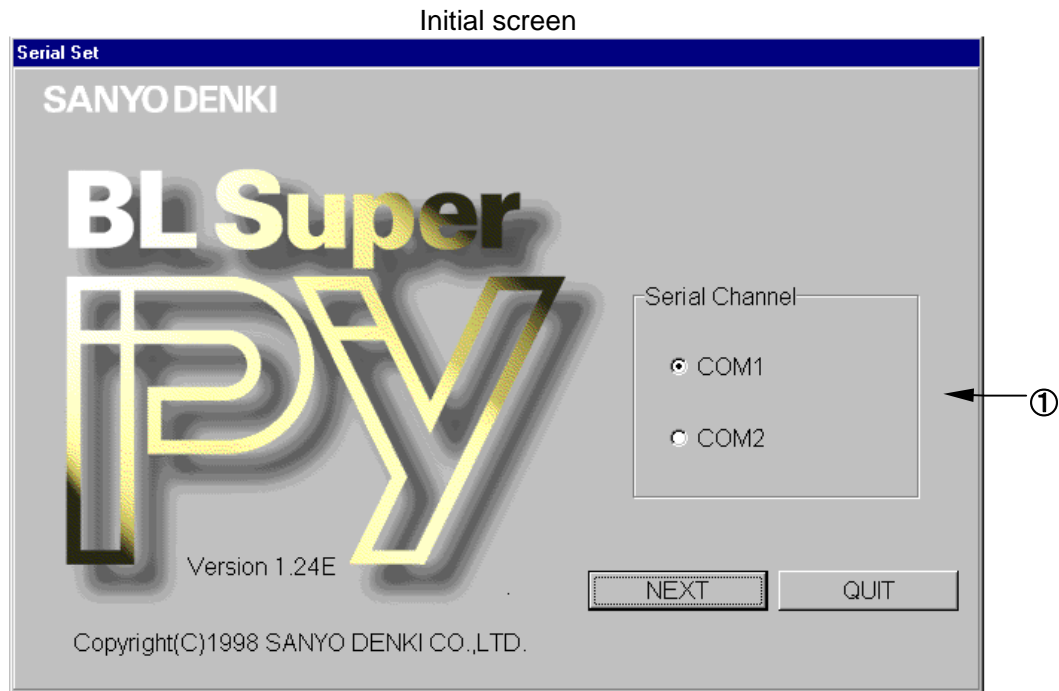 Initial screen
Serial Set
SANYO DENKI
BL Super
PY
Serial Channel
COM1
①
COM2
Version 1.24E
NEXT
QUIT
Copyright(C)1998 SANYO DENKI CO.,LTD.